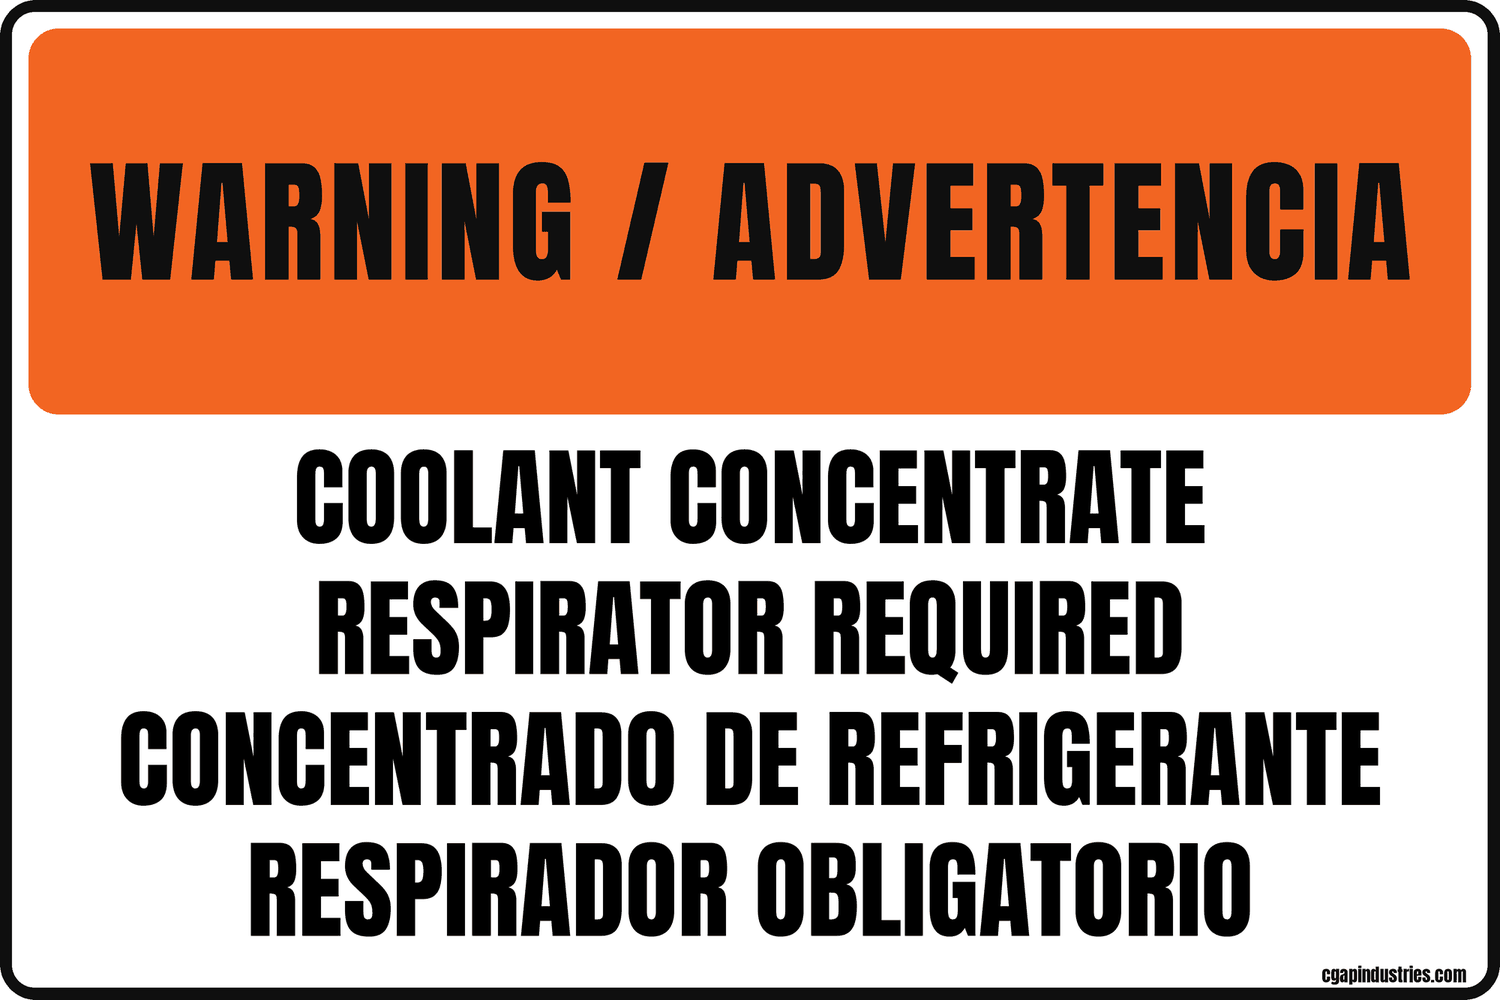 WARNING / ADVERTENCIA
COOLANT CONCENTRATE
RESPIRATOR REQUIRED
CONCENTRADO DE REFRIGERANTE
RESPIRADOR OBLIGATORIO
cgapindustries.com